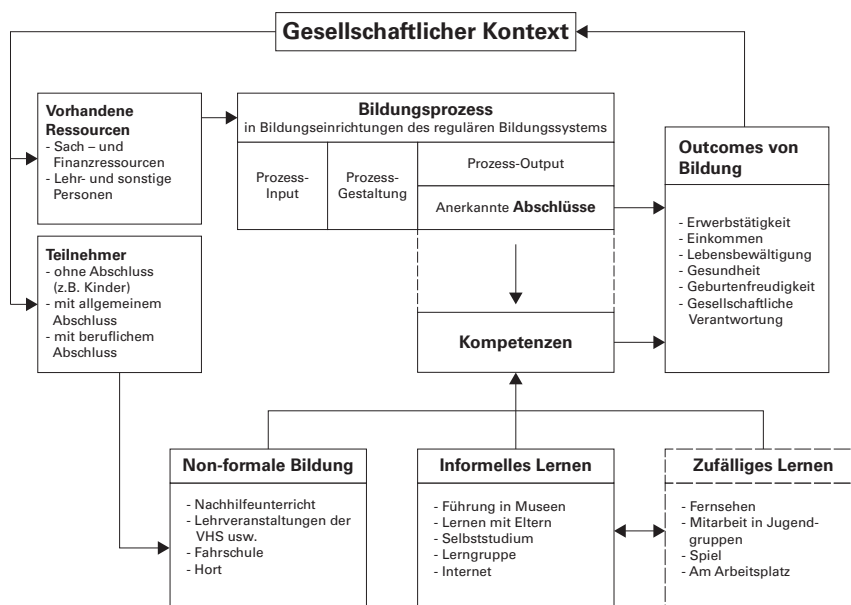 Gesellschaftlicher Kontext
Vorhandene
Ressourcen
- Sach – und
Finanzressourcen
- Lehr- und sonstige
Personen
Bildungsprozess
in Bildungseinrichtungen des regulären Bildungssystems
Prozess-
Input
Prozess-
Gestaltung
Prozess-Output
Anerkannte Abschlüsse
Outcomes von
Bildung
- Erwerbstätigkeit
- Einkommen
- Lebensbewältigung
- Gesundheit
- Geburtenfreudigkeit
- Gesellschaftliche
Verantwortung
Teilnehmer
- ohne Abschluss
(z.B. Kinder)
- mit allgemeinem
Abschluss
- mit beruflichem
Abschluss
Kompetenzen
Non-formale Bildung
- Nachhilfeunterricht
- Lehrveranstaltungen der
VHS usw.
- Fahrschule
- Hort
Informelles Lernen
- Führung in Museen
- Lernen mit Eltern
- Selbststudium
- Lerngruppe
- Internet
Zufälliges Lernen
- Fernsehen
- Mitarbeit in Jugend-
gruppen
- Spiel
- Am Arbeitsplatz